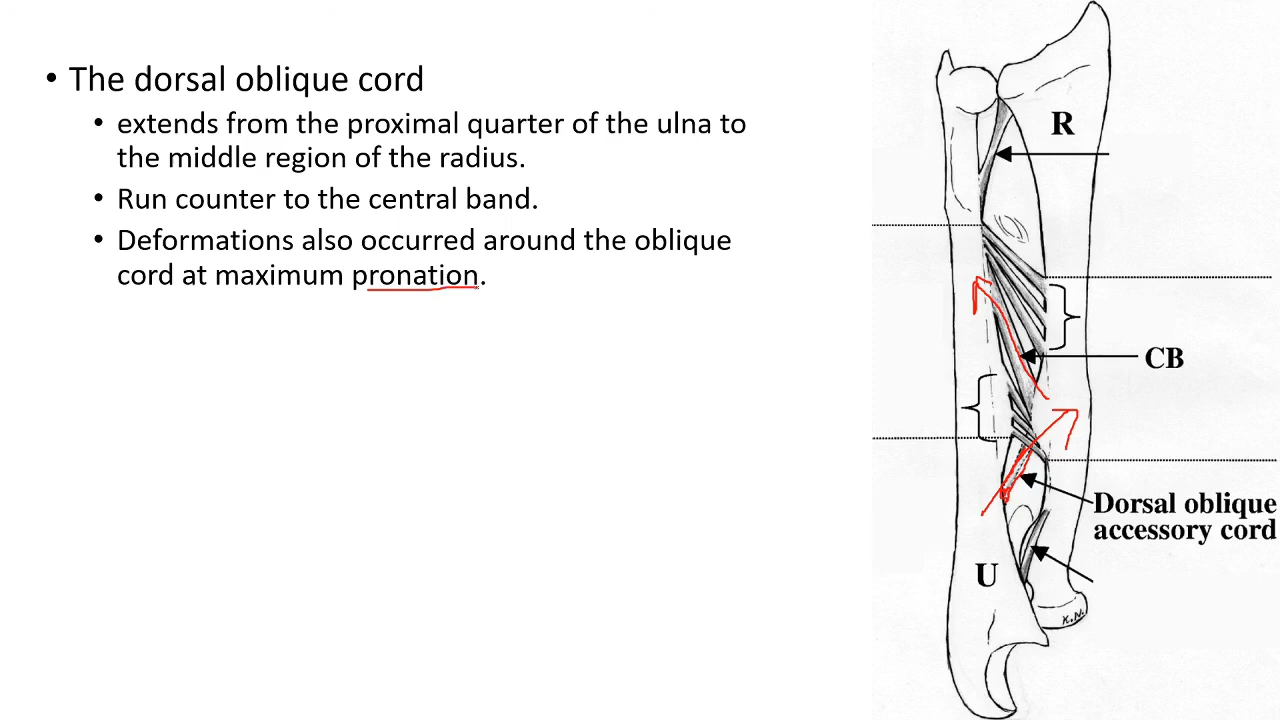 • The dorsal oblique cord
• extends from the proximal quarter of the ulna to
the middle region of the radius.
• Run counter to the central band.
• Deformations also occurred around the oblique
cord at maximum pronation.
R
CB
Dorsal oblique
accessory cord
U
K.N.